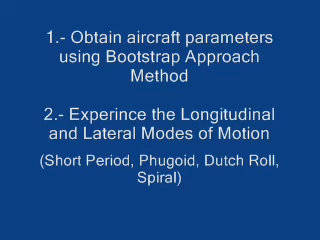 1.- Obtain aircraft parameters
using Bootstrap Approach
Method
2.- Experince the Longitudinal
and Lateral Modes of Motion
(Short Period, Phugoid, Dutch Roll,
Spiral)